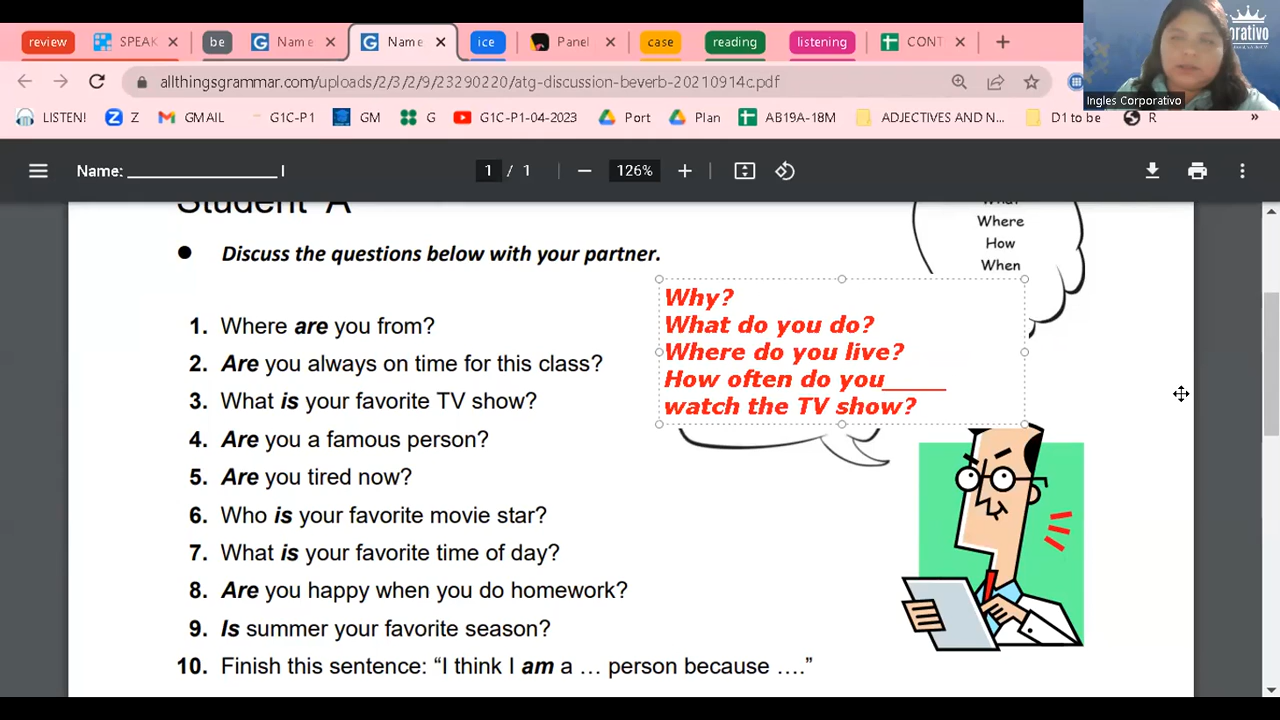 review SPEAK be Name Name ice Panel case reading listening CONT
allthingsgrammar.com/uploads/2/3/2/9/23290220/atg-discussion-beverb-20210914c.pdf
orativo
Ingles Corporativo
LISTEN! Z GMAIL G1C-P1 GM G G1C-P1-04-2023 Port Plan AB19A-18M ADJECTIVES AND N... D1 to be R »
Name: __________________ I 1 / 1 126%
Student A
Where
How
When
● Discuss the questions below with your partner.
Why?
What do you do?
Where do you live?
How often do you_____
watch the TV show?
1. Where are you from?
2. Are you always on time for this class?
3. What is your favorite TV show?
4. Are you a famous person?
5. Are you tired now?
6. Who is your favorite movie star?
7. What is your favorite time of day?
8. Are you happy when you do homework?
9. Is summer your favorite season?
10. Finish this sentence: “I think I am a … person because ….”